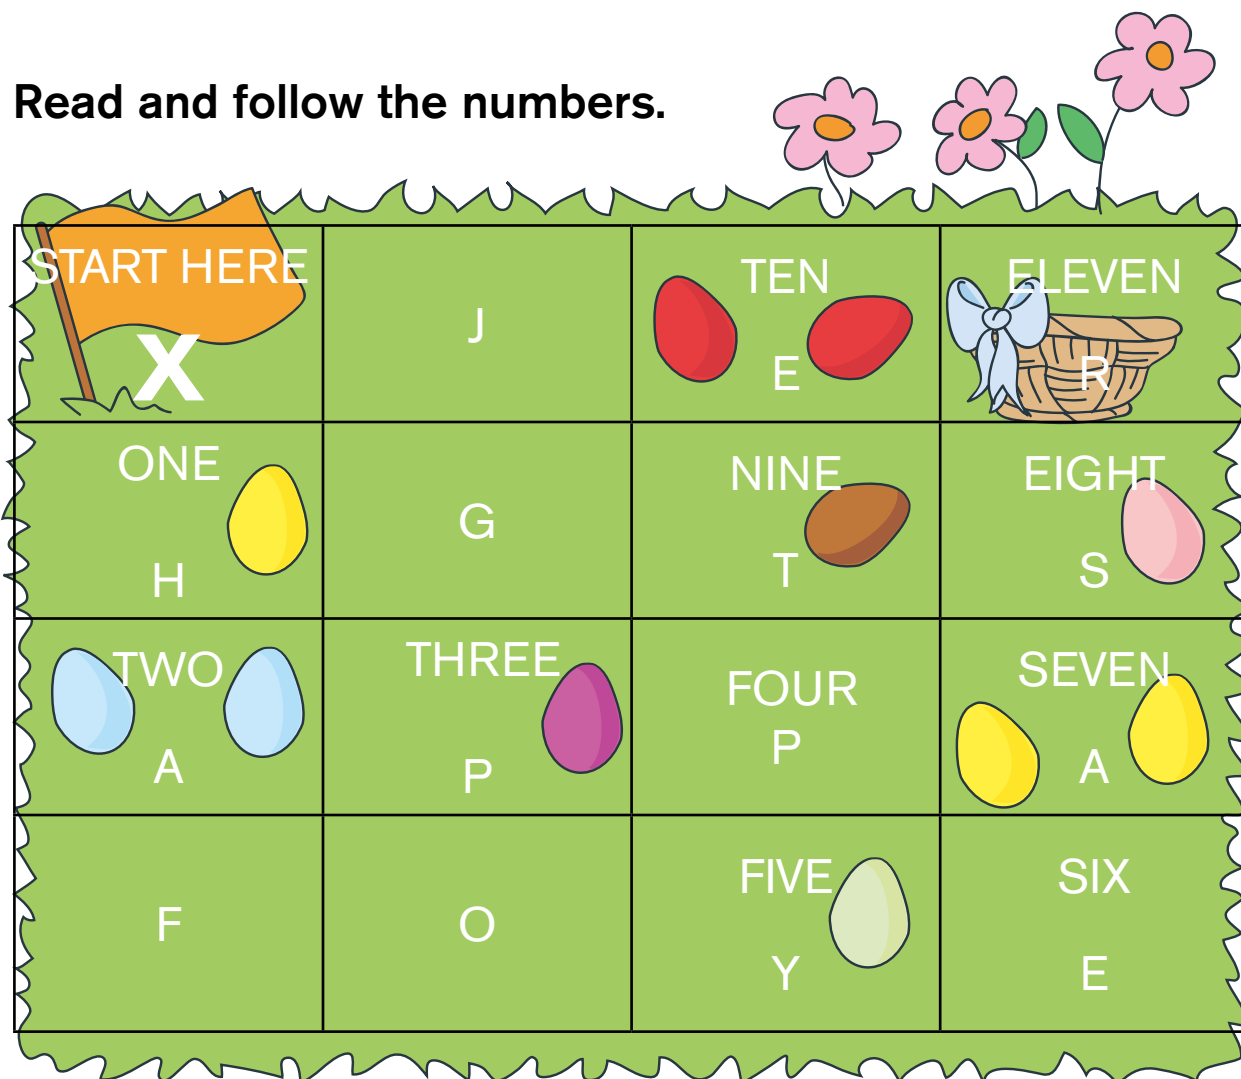 Read and follow the numbers.
START HERE
X
J
TEN
E
ELEVEN
R
ONE
H
G
NINE
T
EIGHT
S
TWO
A
THREE
P
FOUR
P
SEVEN
A
F
O
FIVE
Y
SIX
E